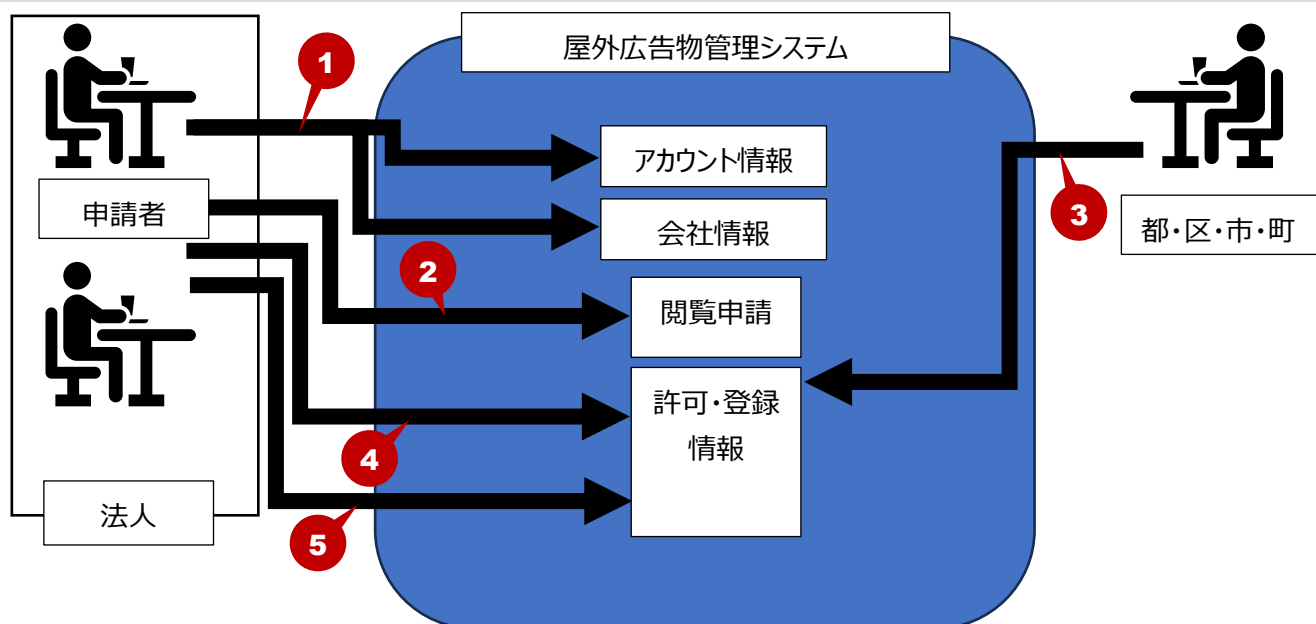 屋外広告物管理システム
1
アカウント情報
申請者
会社情報
3
都・区・市・町
2
閲覧申請
許可・登録
情報
4
法人
5